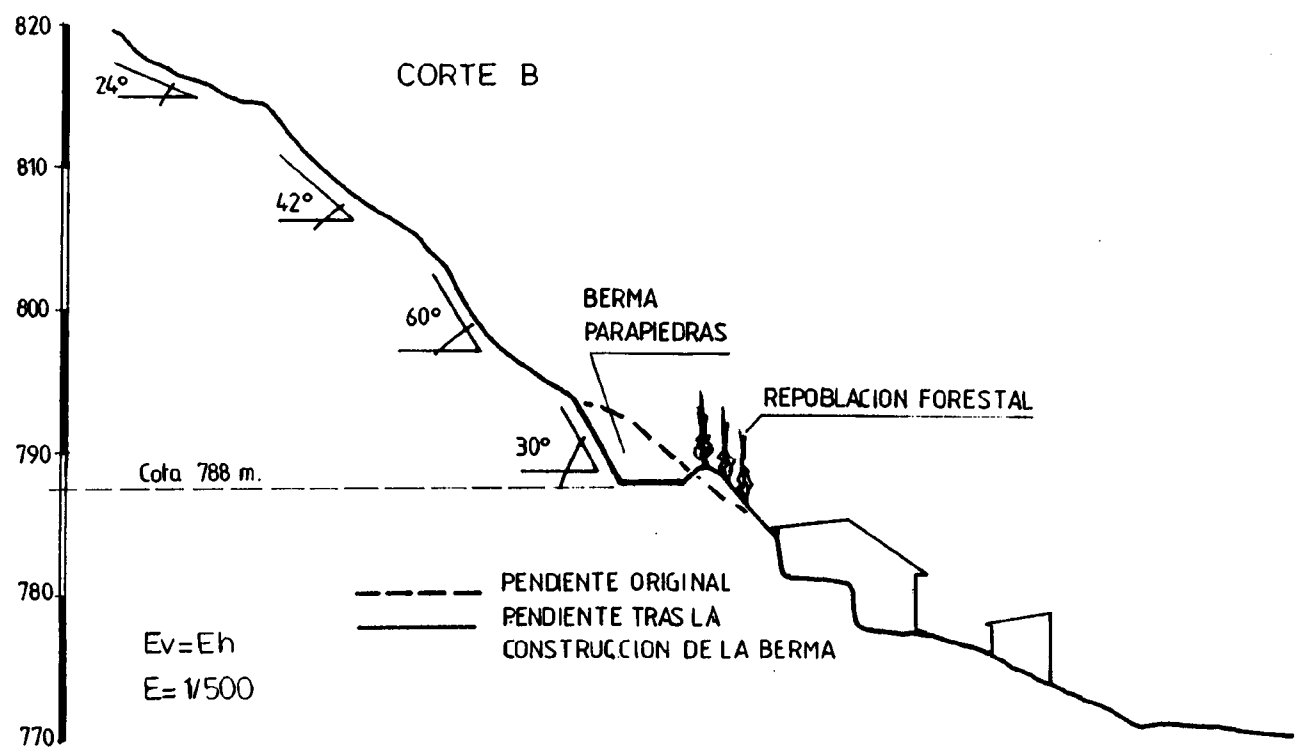 820
CORTE B
24°
810
42°
800
60°
BERMA
PARAPIEDRAS
REPOBLACION FORESTAL
790
30°
Cota 788 m.
780
PENDIENTE ORIGINAL
PENDIENTE TRAS LA
CONSTRUCCION DE LA BERMA
Ev=Eh
E= 1/500
770